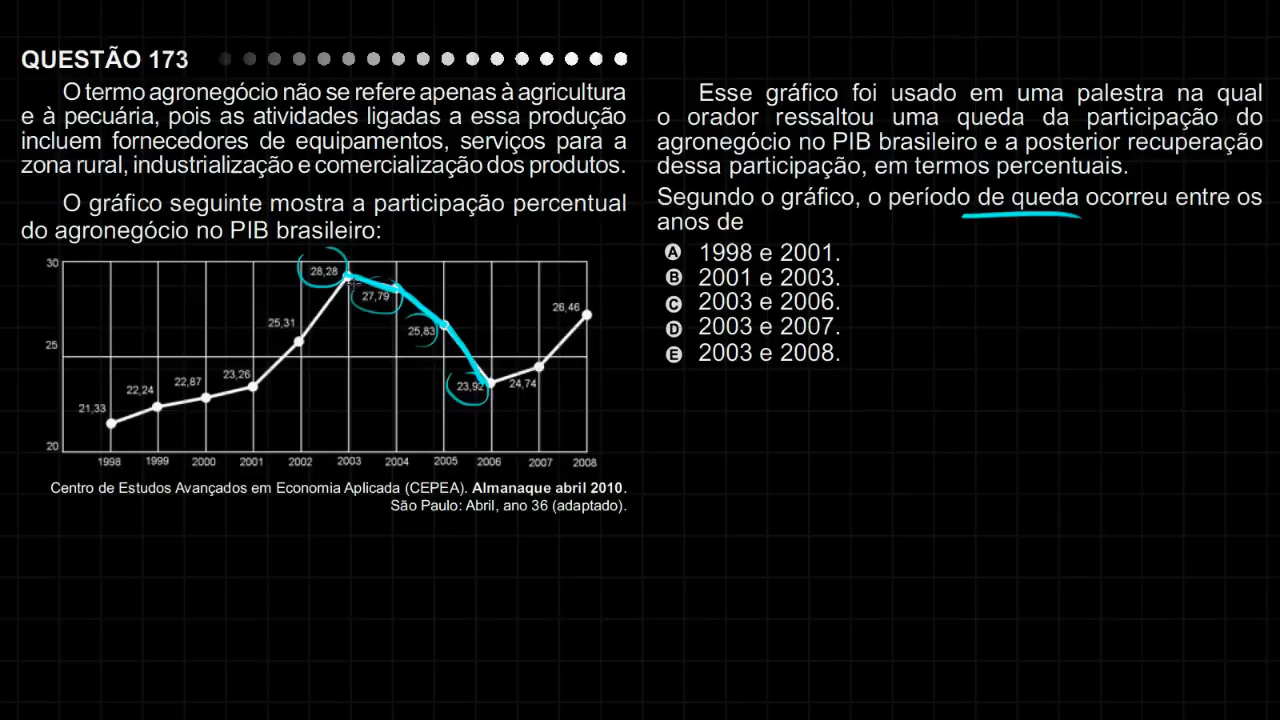 QUESTÃO 173
O termo agronegócio não se refere apenas à agricultura
e à pecuária, pois as atividades ligadas a essa produção
incluem fornecedores de equipamentos, serviços para a
zona rural, industrialização e comercialização dos produtos.
O gráfico seguinte mostra a participação percentual
do agronegócio no PIB brasileiro:
30
28,28
27,79
26,46
25,31
25,83
25
23,26
22,87
22,24
23,92
24,74
21,33
20
1998 1999 2000 2001 2002 2003 2004 2005 2006 2007 2008
Centro de Estudos Avançados em Economia Aplicada (CEPEA). Almanaque abril 2010.
São Paulo: Abril, ano 36 (adaptado).
Esse gráfico foi usado em uma palestra na qual
o orador ressaltou uma queda da participação do
agronegócio no PIB brasileiro e a posterior recuperação
dessa participação, em termos percentuais.
Segundo o gráfico, o período de queda ocorreu entre os
anos de
A 1998 e 2001.
B 2001 e 2003.
C 2003 e 2006.
D 2003 e 2007.
E 2003 e 2008.